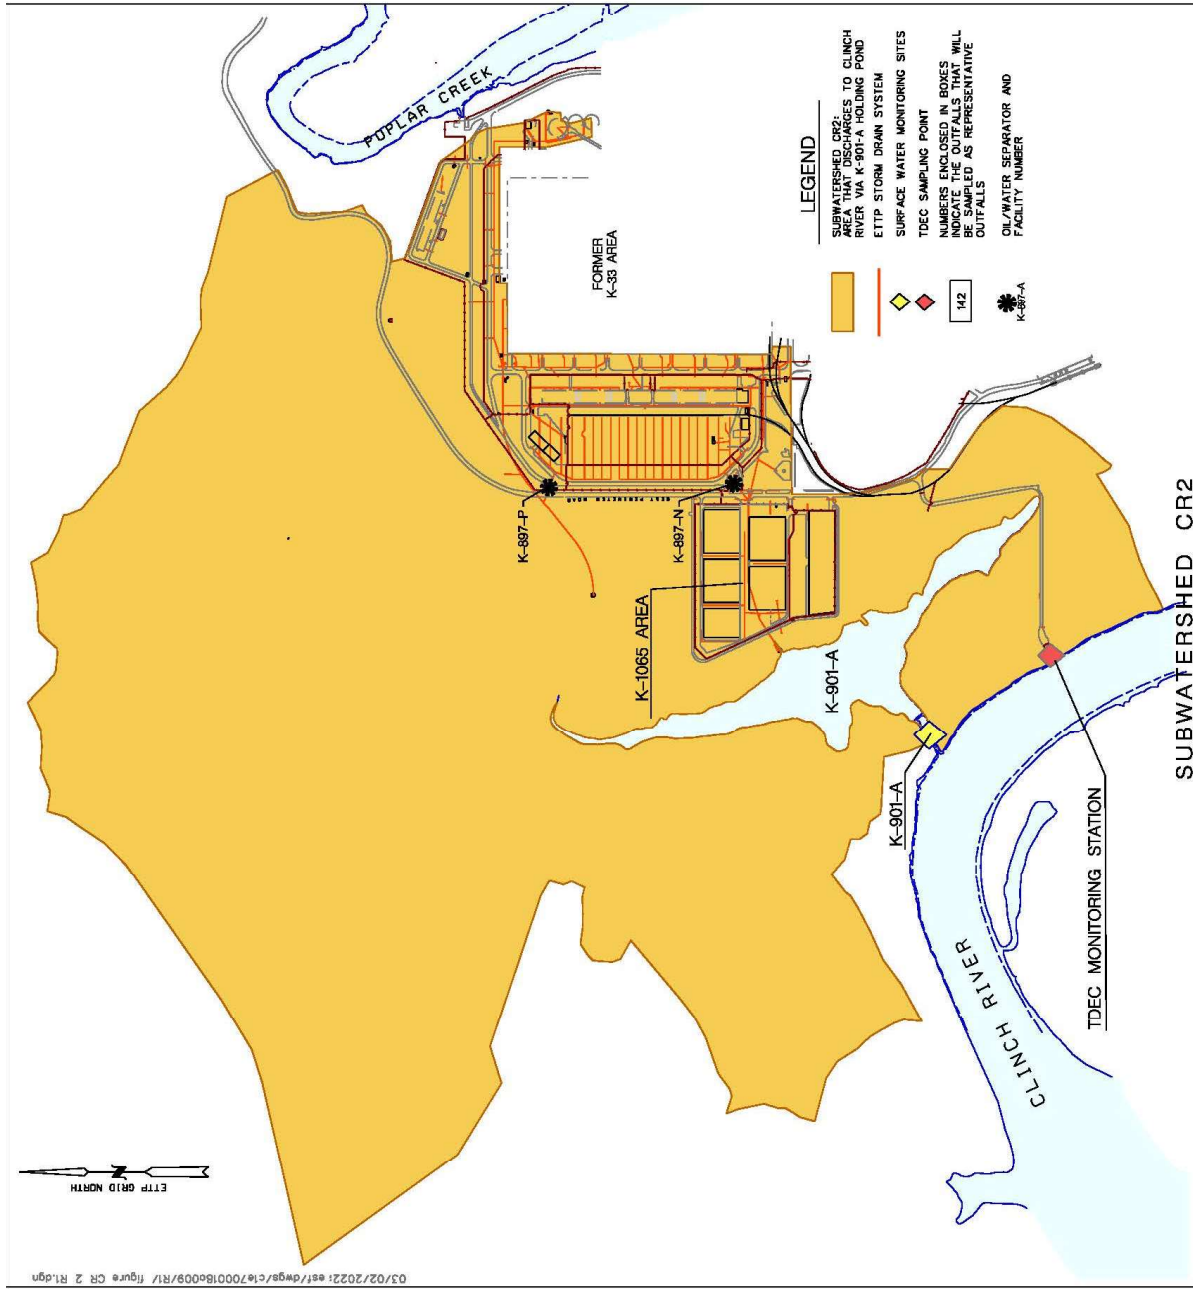 POPLAR CREEK
FORMER
K-33 AREA
LEGEND
SUBWATERSHED CR2:
AREA THAT DISCHARGES TO CLINCH
RIVER VIA K-901-A HOLDING POND
ETTP STORM DRAIN SYSTEM
SURFACE WATER MONITORING SITES
TDEC SAMPLING POINT
142
NUMBERS ENCLOSED IN BOXES
INDICATE THE OUTFALLS THAT WILL
BE SAMPLED AS REPRESENTATIVE
OUTFALLS
K-897-A
OIL/WATER SEPARATOR AND
FACILITY NUMBER
K-897-P
K-897-N
WEST PERIMETER ROAD
K-1065 AREA
K-901-A
K-901-A
TDEC MONITORING STATION
CLINCH RIVER
ETTP GRID NORTH
N
SUBWATERSHED CR2